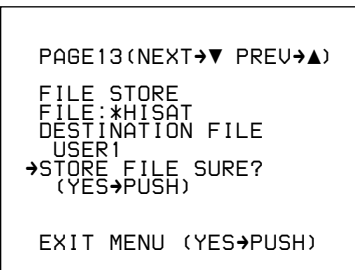 PAGE13(NEXT→▼ PREV→▲)
FILE STORE
FILE:*HISAT
DESTINATION FILE
USER1
→STORE FILE SURE?
(YES→PUSH)
EXIT MENU (YES→PUSH)